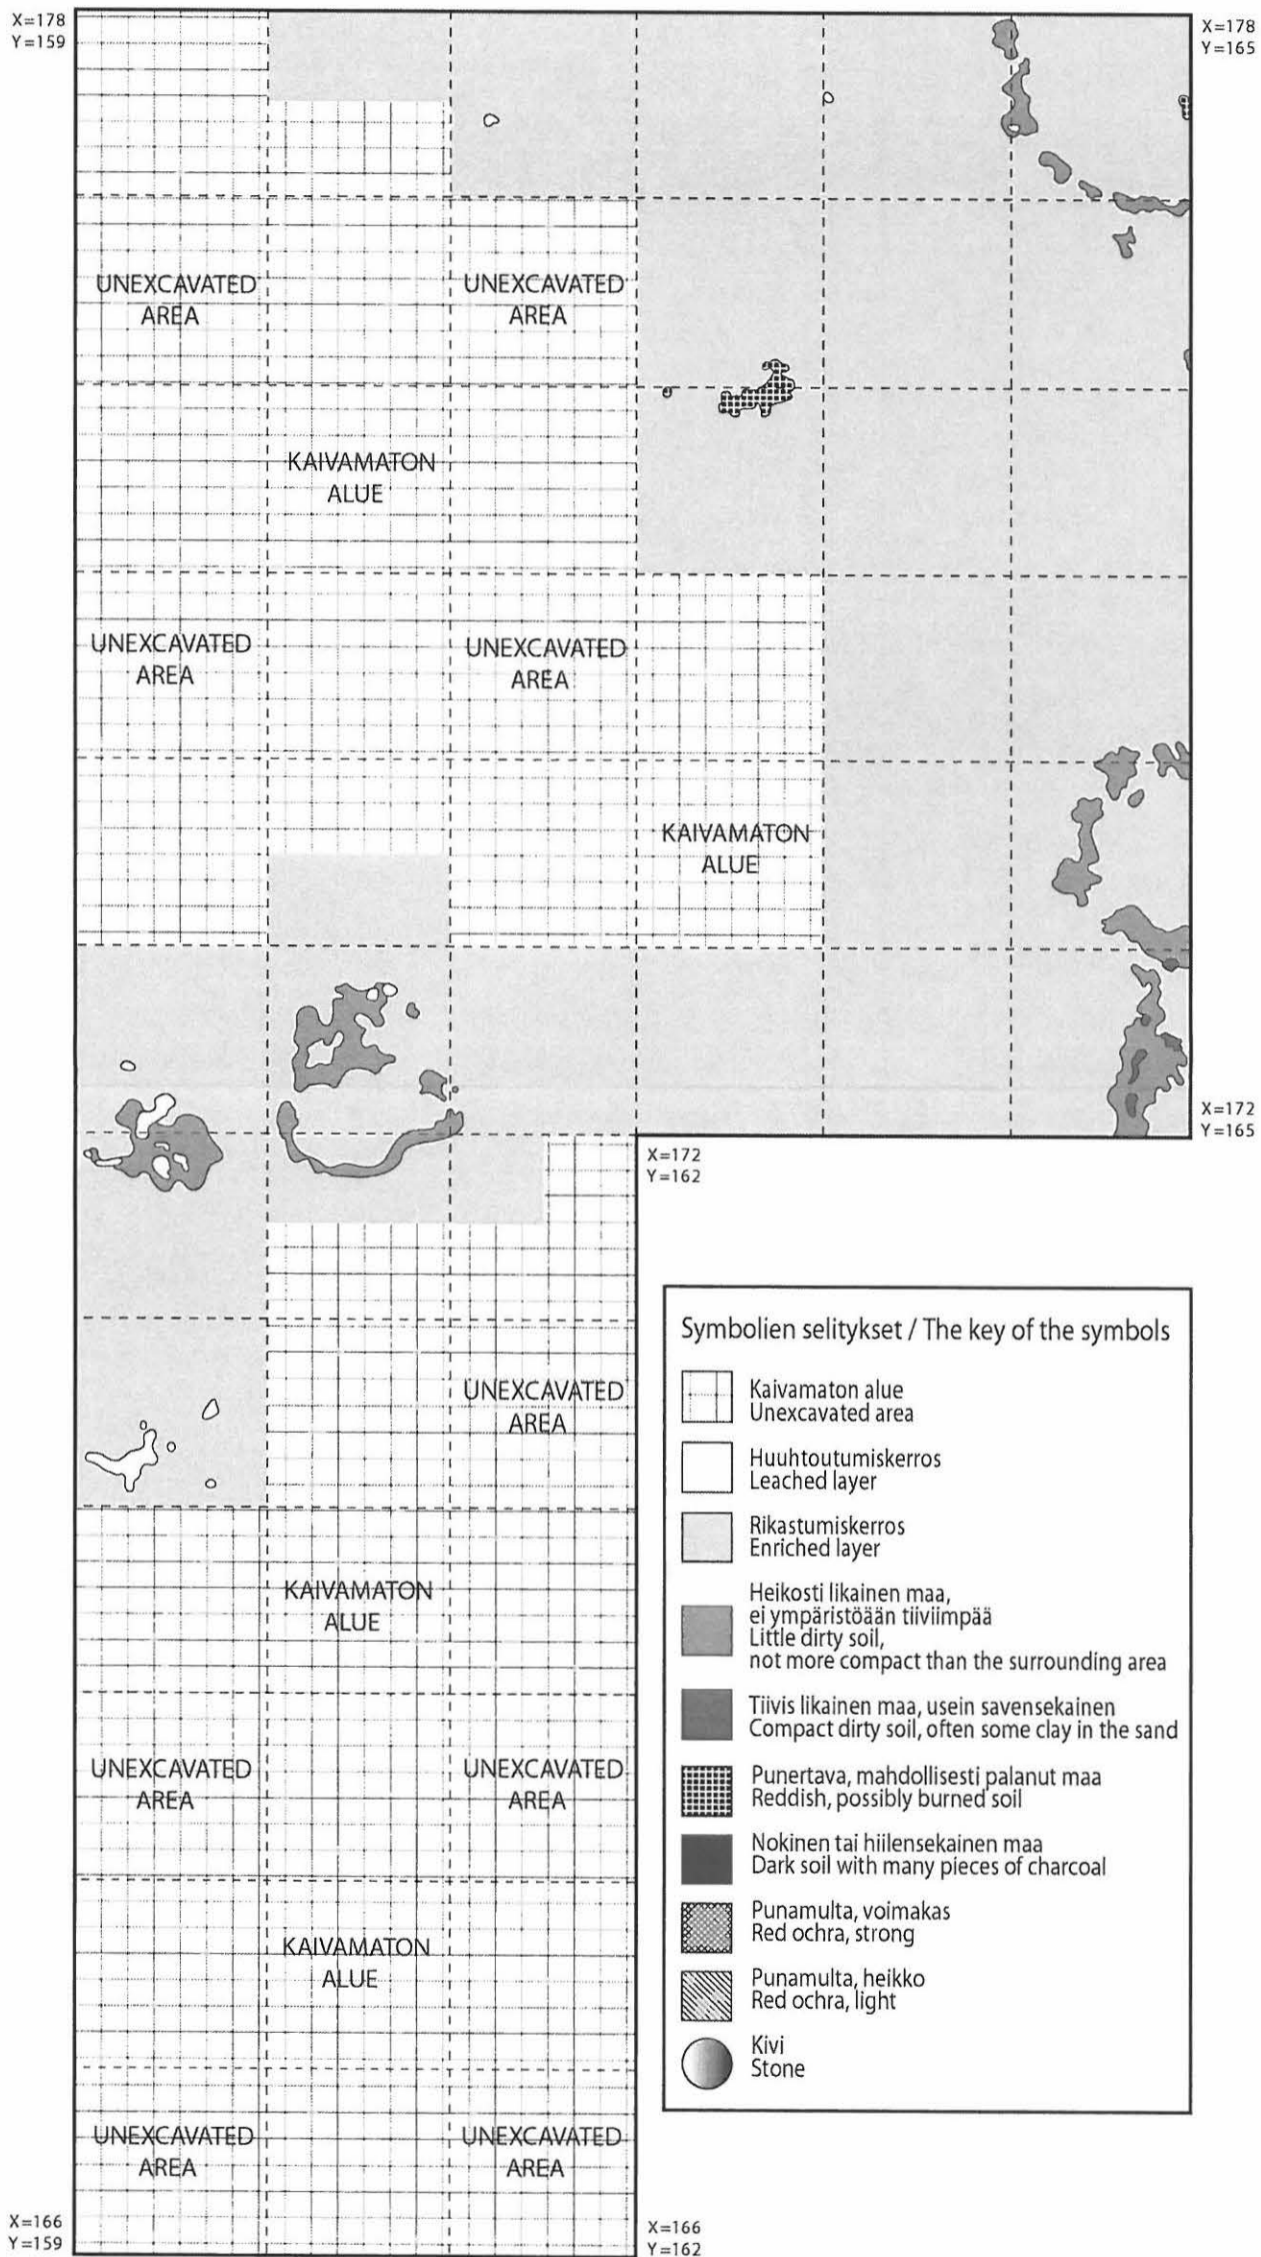 X=178
Y=159
X=178
Y=165
UNEXCAVATED
AREA
UNEXCAVATED
AREA
KAIVAMATON
ALUE
UNEXCAVATED
AREA
UNEXCAVATED
AREA
KAIVAMATON
ALUE
X=172
Y=165
X=172
Y=162
UNEXCAVATED
AREA
KAIVAMATON
ALUE
UNEXCAVATED
AREA
UNEXCAVATED
AREA
KAIVAMATON
ALUE
UNEXCAVATED
AREA
UNEXCAVATED
AREA
X=166
Y=159
X=166
Y=162
Symbolien selitykset / The key of the symbols
Kaivamaton alue
Unexcavated area
Huuhtoutumiskerros
Leached layer
Rikastumiskerros
Enriched layer
Heikosti likainen maa,
ei ympäristöään tiiviimpää
Little dirty soil,
not more compact than the surrounding area
Tiivis likainen maa, usein savensekainen
Compact dirty soil, often some clay in the sand
Punertava, mahdollisesti palanut maa
Reddish, possibly burned soil
Nokinen tai hiilensekainen maa
Dark soil with many pieces of charcoal
Punamulta, voimakas
Red ochra, strong
Punamulta, heikko
Red ochra, light
Kivi
Stone